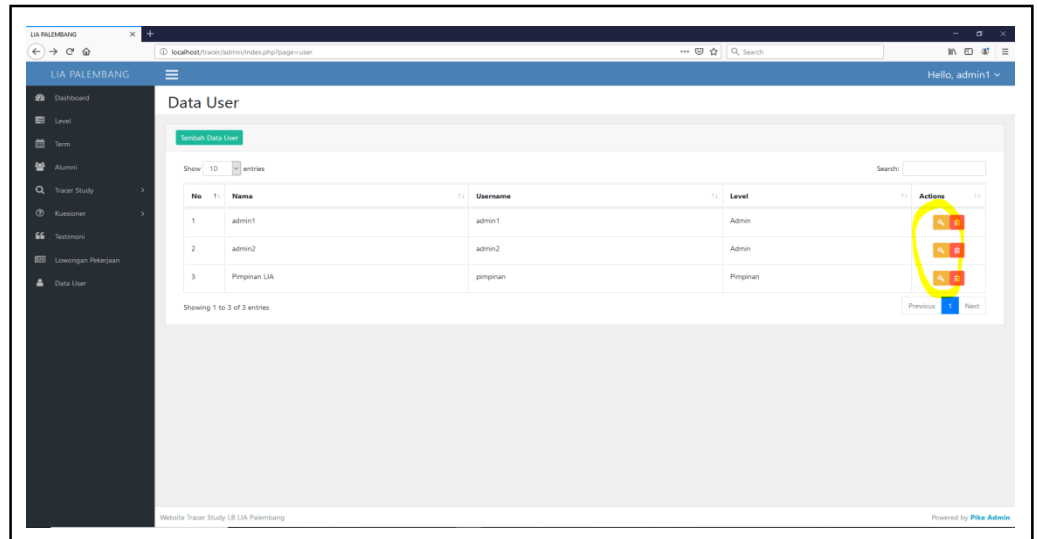 LIA PALEMBANG
localhost/tracer/admin/index.php?page=user
Search
LIA PALEMBANG
Hello, admin1
Dashboard
Level
Term
Alumni
Tracer Study
Kuesioner
Testimoni
Lowongan Pekerjaan
Data User
Data User
Tambah Data User
Show 10 entries
Search:
No Nama Username Level Actions
1 admin1 admin1 Admin
2 admin2 admin2 Admin
3 Pimpinan LIA pimpinan Pimpinan
Showing 1 to 3 of 3 entries
Previous 1 Next
Website Tracer Study LB LIA Palembang
Powered by Pike Admin